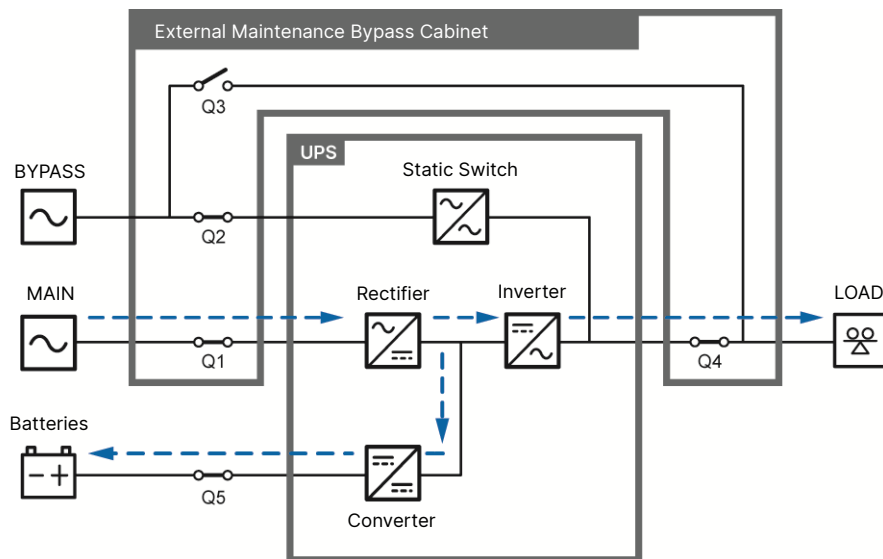 External Maintenance Bypass Cabinet
Q3
UPS
BYPASS
Static Switch
Q2
MAIN
Rectifier
Inverter
LOAD
Q1
Q4
Batteries
Q5
Converter